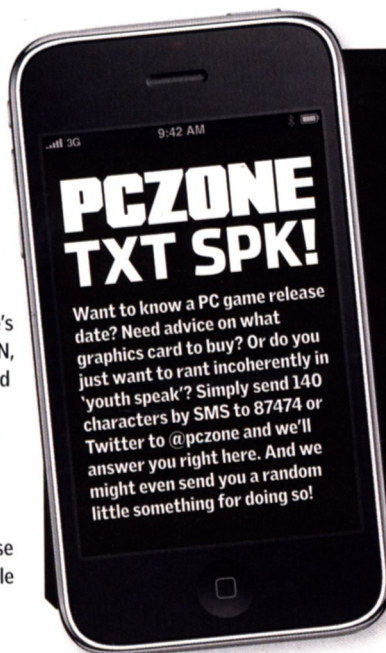 3G 9:42 AM
PCZONE
TXT SPK!
Want to know a PC game release
date? Need advice on what
graphics card to buy? Or do you
just want to rant incoherently in
'youth speak'? Simply send 140
characters by SMS to 87474 or
Twitter to @pczone and we'll
answer you right here. And we
might even send you a random
little something for doing so!